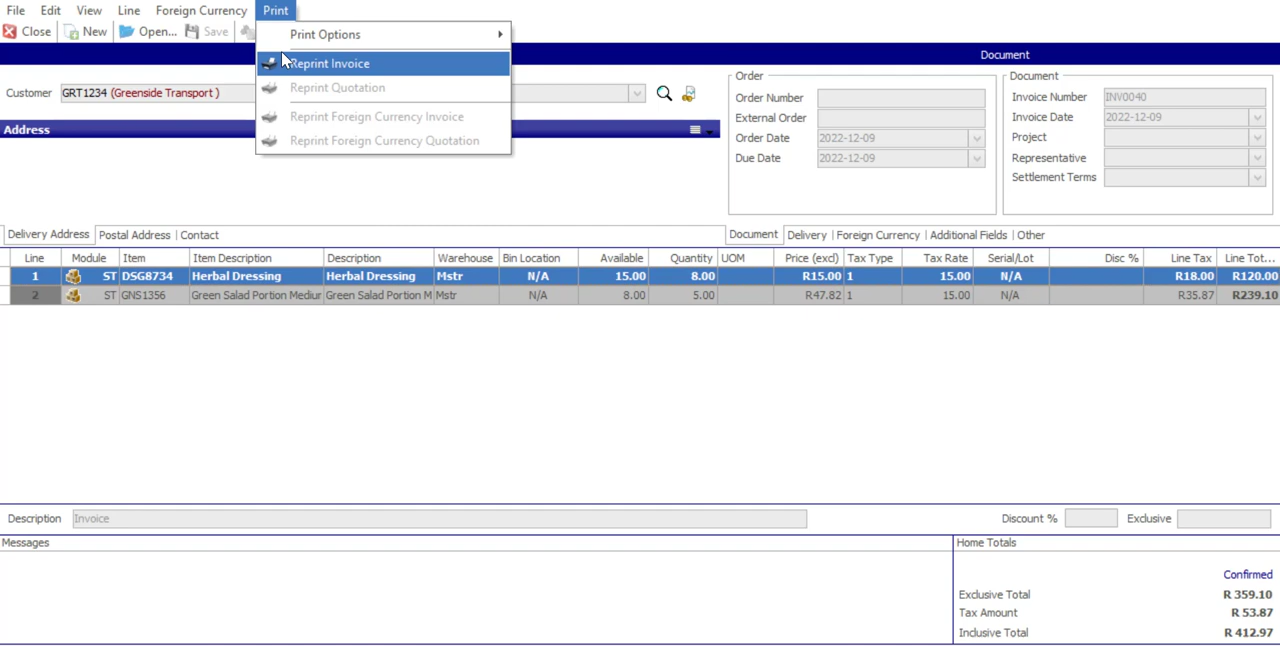 File Edit View Line Foreign Currency Print
Close New Open... Save
Print Options
Reprint Invoice
Reprint Quotation
Reprint Foreign Currency Invoice
Reprint Foreign Currency Quotation
Document
Customer GRT1234 (Greenside Transport )
Address
Order
Order Number
External Order
Order Date 2022-12-09
Due Date 2022-12-09
Document
Invoice Number INV0040
Invoice Date 2022-12-09
Project
Representative
Settlement Terms
Delivery Address Postal Address Contact
Document Delivery Foreign Currency Additional Fields Other
Line Module Item Item Description Description Warehouse Bin Location Available Quantity UOM Price (excl) Tax Type Tax Rate Serial/Lot Disc % Line Tax Line Tot...
1 ST DSG8734 Herbal Dressing Herbal Dressing Mstr N/A 15.00 8.00 R15.00 1 15.00 N/A R18.00 R120.00
2 ST GNS1356 Green Salad Portion Mediur Green Salad Portion M Mstr N/A 8.00 5.00 R47.82 1 15.00 N/A R35.87 R239.10
Description Invoice Discount % Exclusive
Messages
Home Totals
Confirmed
Exclusive Total R 359.10
Tax Amount R 53.87
Inclusive Total R 412.97